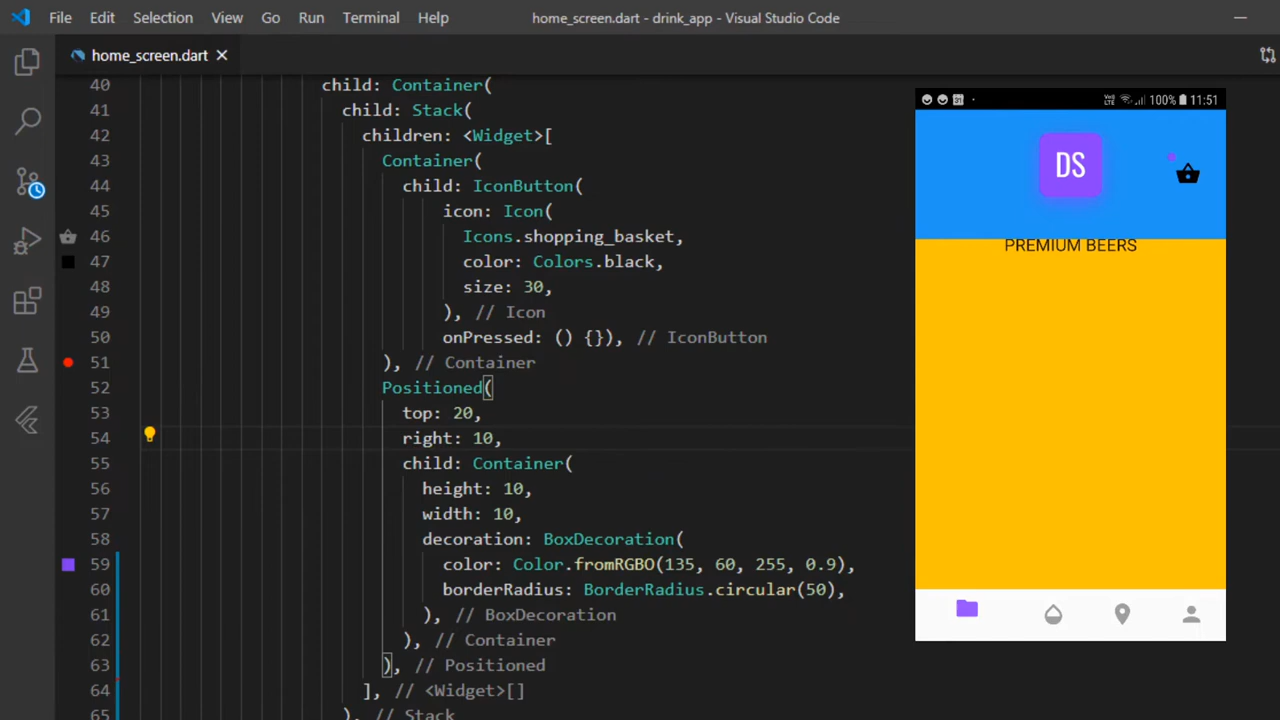 File Edit Selection View Go Run Terminal Help home_screen.dart - drink_app - Visual Studio Code
home_screen.dart
40 child: Container(
41 child: Stack(
42 children: <Widget>[
43 Container(
44 child: IconButton(
45 icon: Icon(
46 Icons.shopping_basket,
47 color: Colors.black,
48 size: 30,
49 ), // Icon
50 onPressed: () {}), // IconButton
51 ), // Container
52 Positioned(
53 top: 20,
54 right: 10,
55 child: Container(
56 height: 10,
57 width: 10,
58 decoration: BoxDecoration(
59 color: Color.fromRGBO(135, 60, 255, 0.9),
60 borderRadius: BorderRadius.circular(50),
61 ), // BoxDecoration
62 ), // Container
63 ), // Positioned
64 ], // <Widget>[]
65 ), // Stack
31 100% 11:51
DS
PREMIUM BEERS